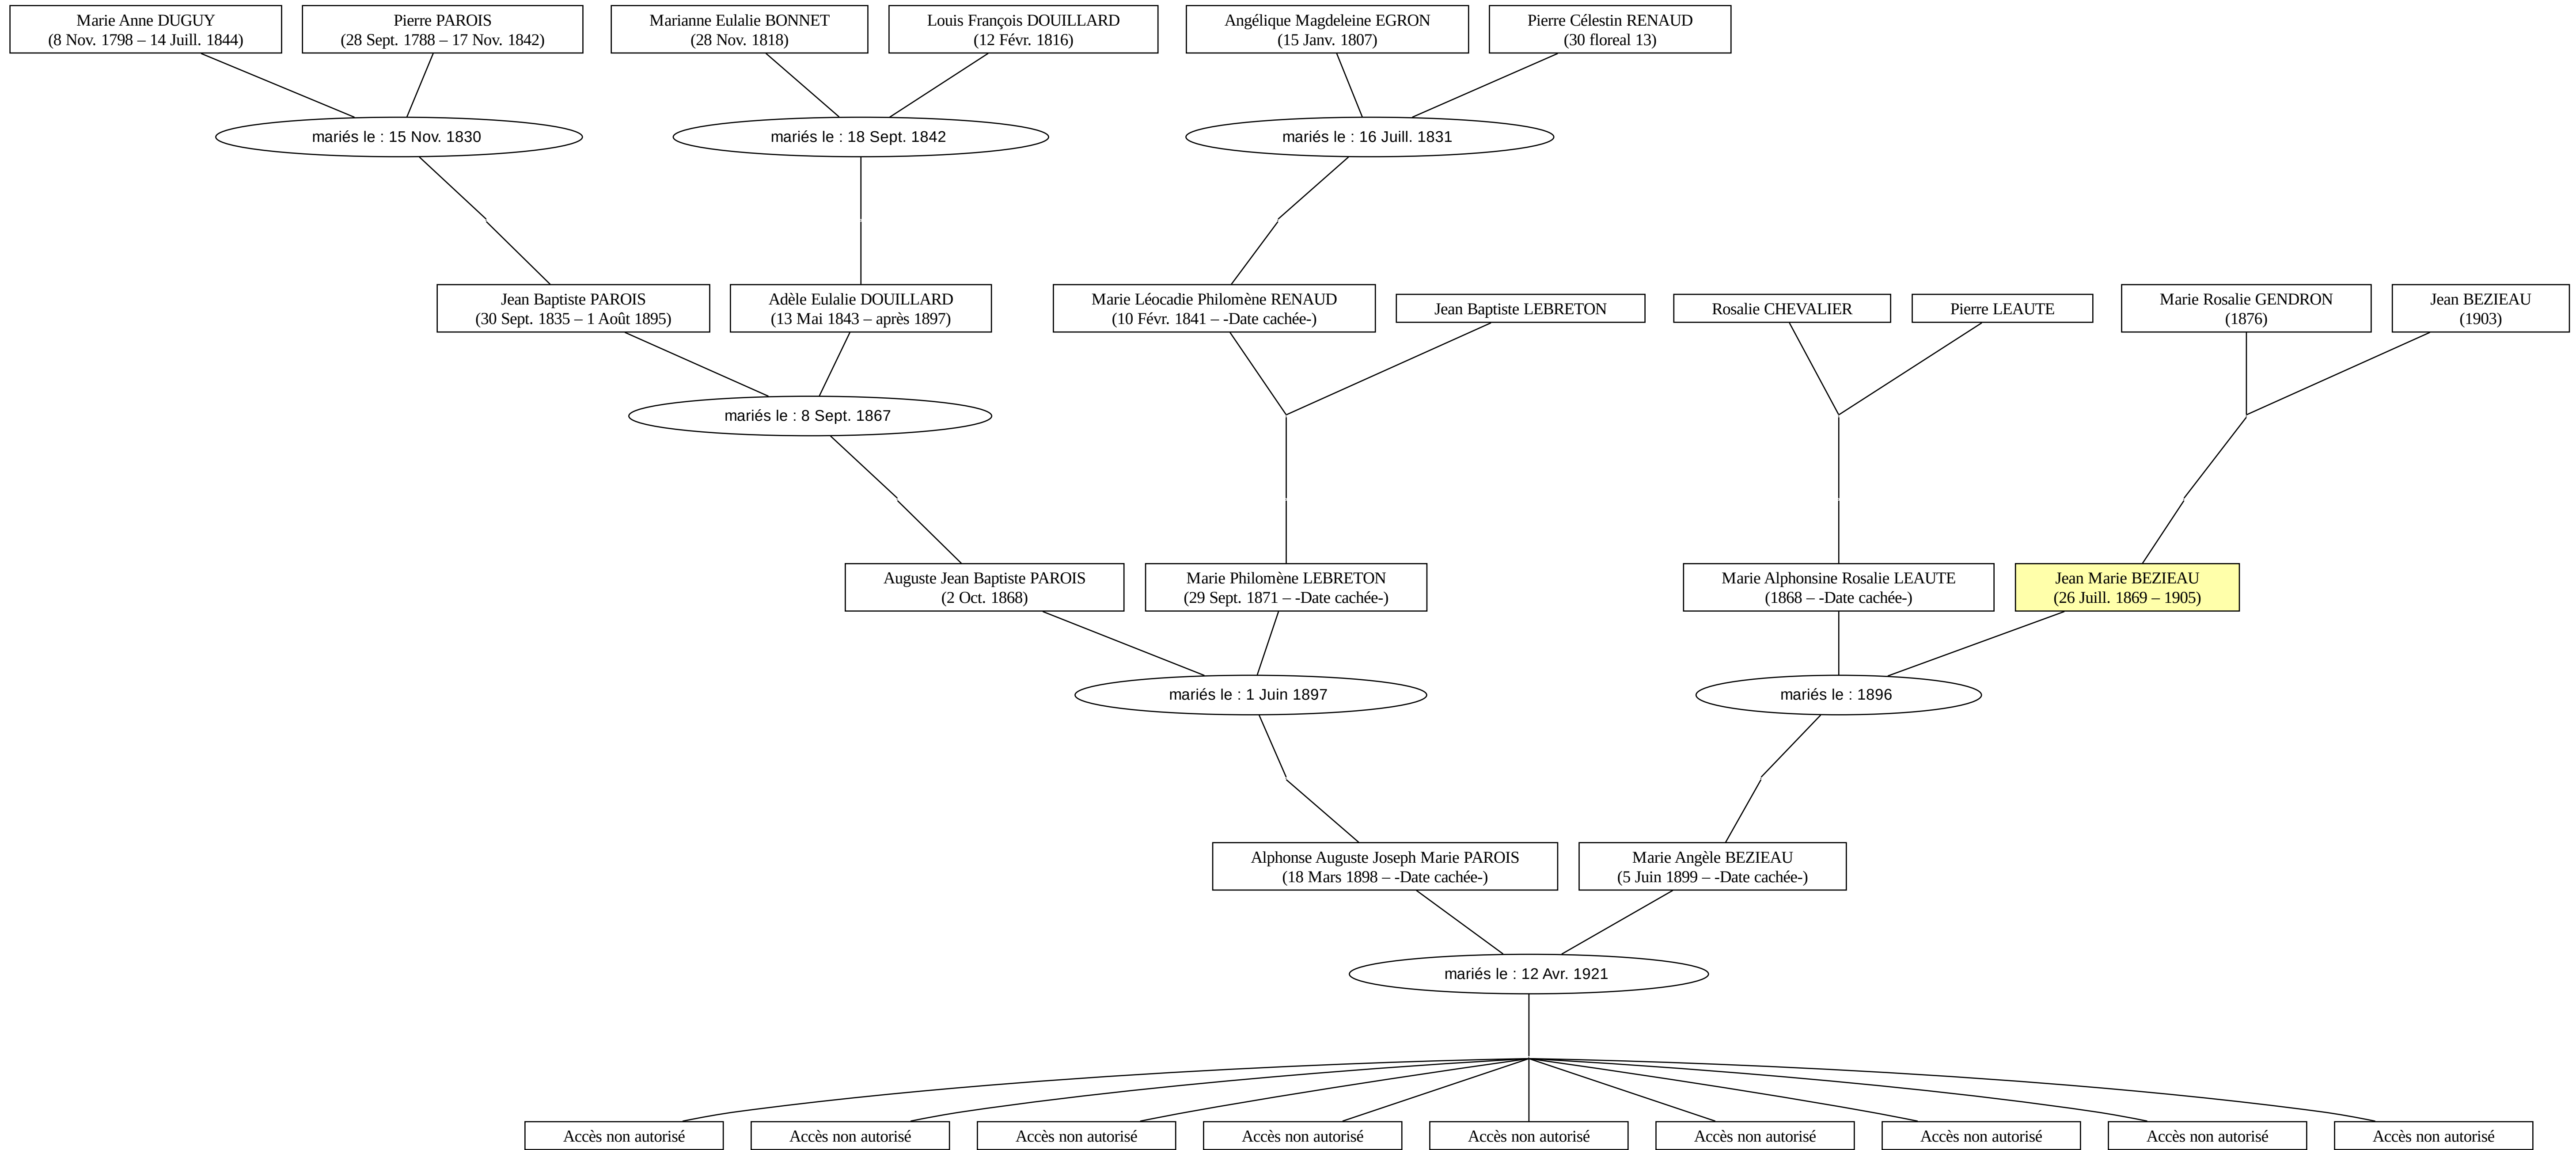 Marie Anne DUGUY
(8 Nov. 1798 – 14 Juill. 1844)
Pierre PAROIS
(28 Sept. 1788 – 17 Nov. 1842)
Marianne Eulalie BONNET
(28 Nov. 1818)
Louis François DOUILLARD
(12 Févr. 1816)
Angélique Magdeleine EGRON
(15 Janv. 1807)
Pierre Célestin RENAUD
(30 floreal 13)
mariés le : 15 Nov. 1830
mariés le : 18 Sept. 1842
mariés le : 16 Juill. 1831
Jean Baptiste PAROIS
(30 Sept. 1835 – 1 Août 1895)
Adèle Eulalie DOUILLARD
(13 Mai 1843 – après 1897)
Marie Léocadie Philomène RENAUD
(10 Févr. 1841 – -Date cachée-)
Jean Baptiste LEBRETON
Rosalie CHEVALIER
Pierre LEAUTE
Marie Rosalie GENDRON
(1876)
Jean BEZIEAU
(1903)
mariés le : 8 Sept. 1867
Auguste Jean Baptiste PAROIS
(2 Oct. 1868)
Marie Philomène LEBRETON
(29 Sept. 1871 – -Date cachée-)
Marie Alphonsine Rosalie LEAUTE
(1868 – -Date cachée-)
Jean Marie BEZIEAU
(26 Juill. 1869 – 1905)
mariés le : 1 Juin 1897
mariés le : 1896
Alphonse Auguste Joseph Marie PAROIS
(18 Mars 1898 – -Date cachée-)
Marie Angèle BEZIEAU
(5 Juin 1899 – -Date cachée-)
mariés le : 12 Avr. 1921
Accès non autorisé
Accès non autorisé
Accès non autorisé
Accès non autorisé
Accès non autorisé
Accès non autorisé
Accès non autorisé
Accès non autorisé
Accès non autorisé